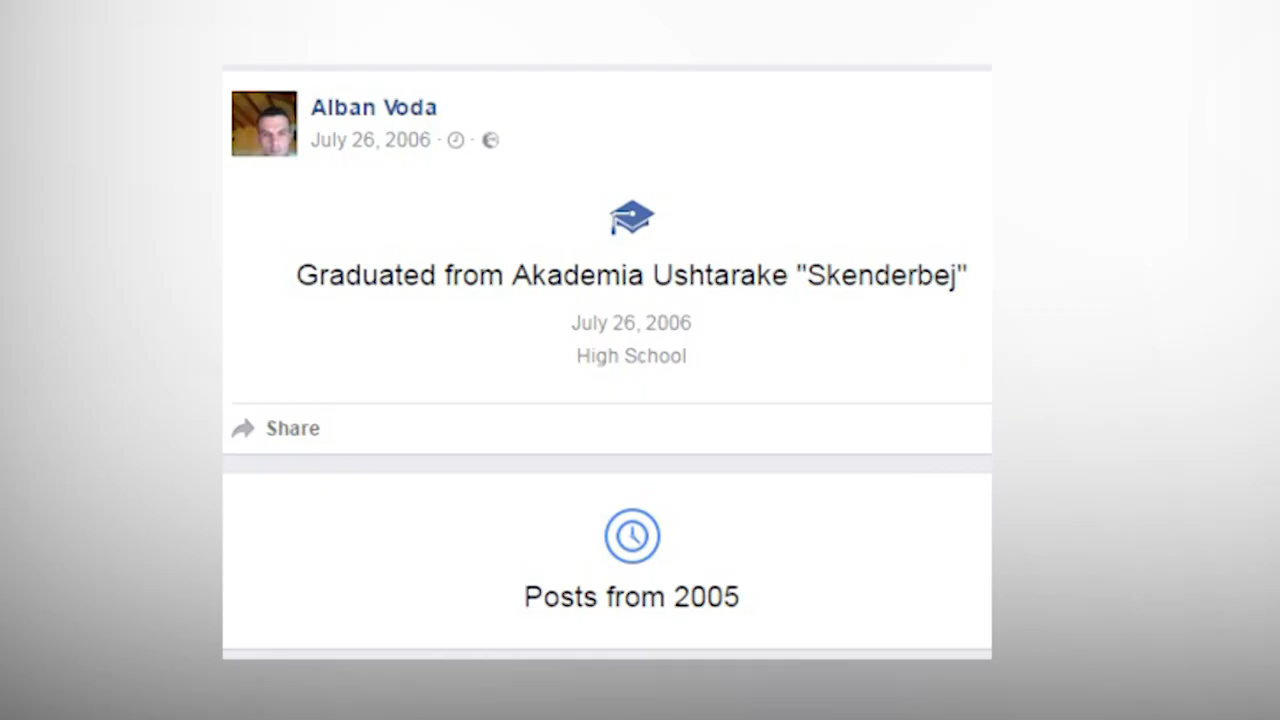 Alban Voda
July 26, 2006
Graduated from Akademia Ushtarake "Skenderbej"
July 26, 2006
High School
Share
Posts from 2005